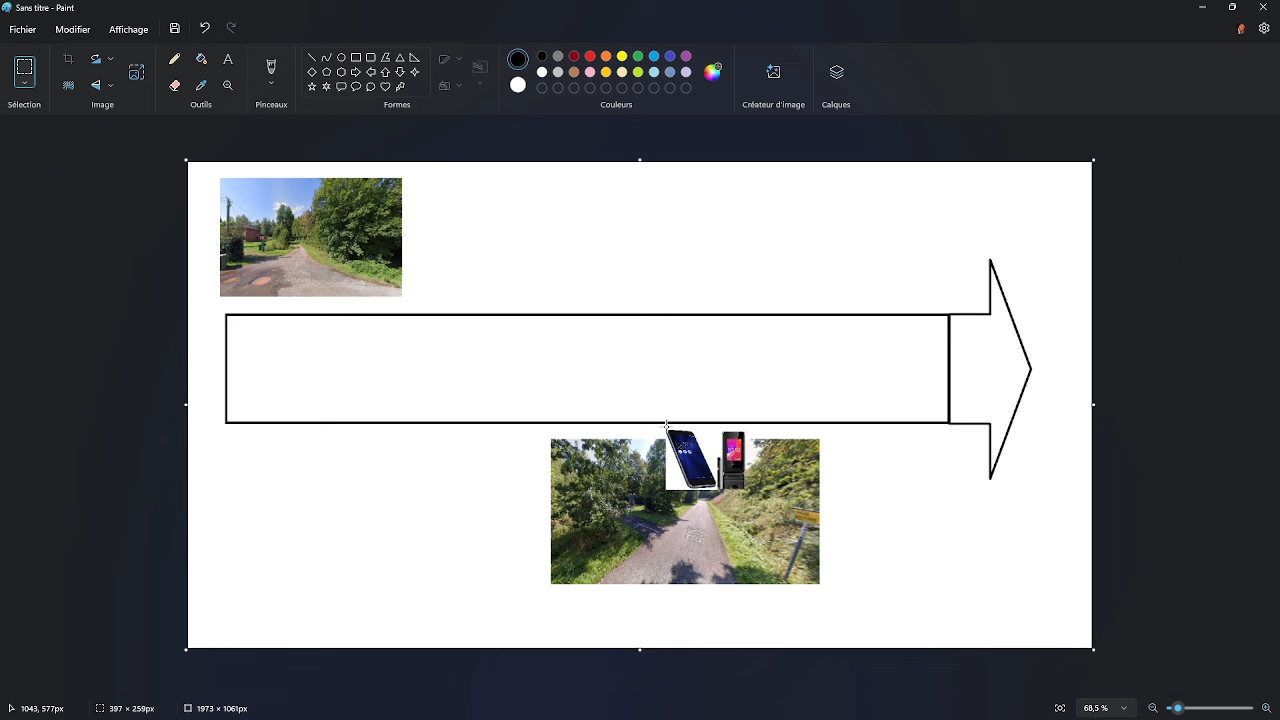 Sans titre - Paint
Fichier Modifier Affichage
Sélection Image Outils Pinceaux Formes Couleurs Créateur d'image Calques
1043, 577px 397 × 259px 1973 × 1061px 68,5 %